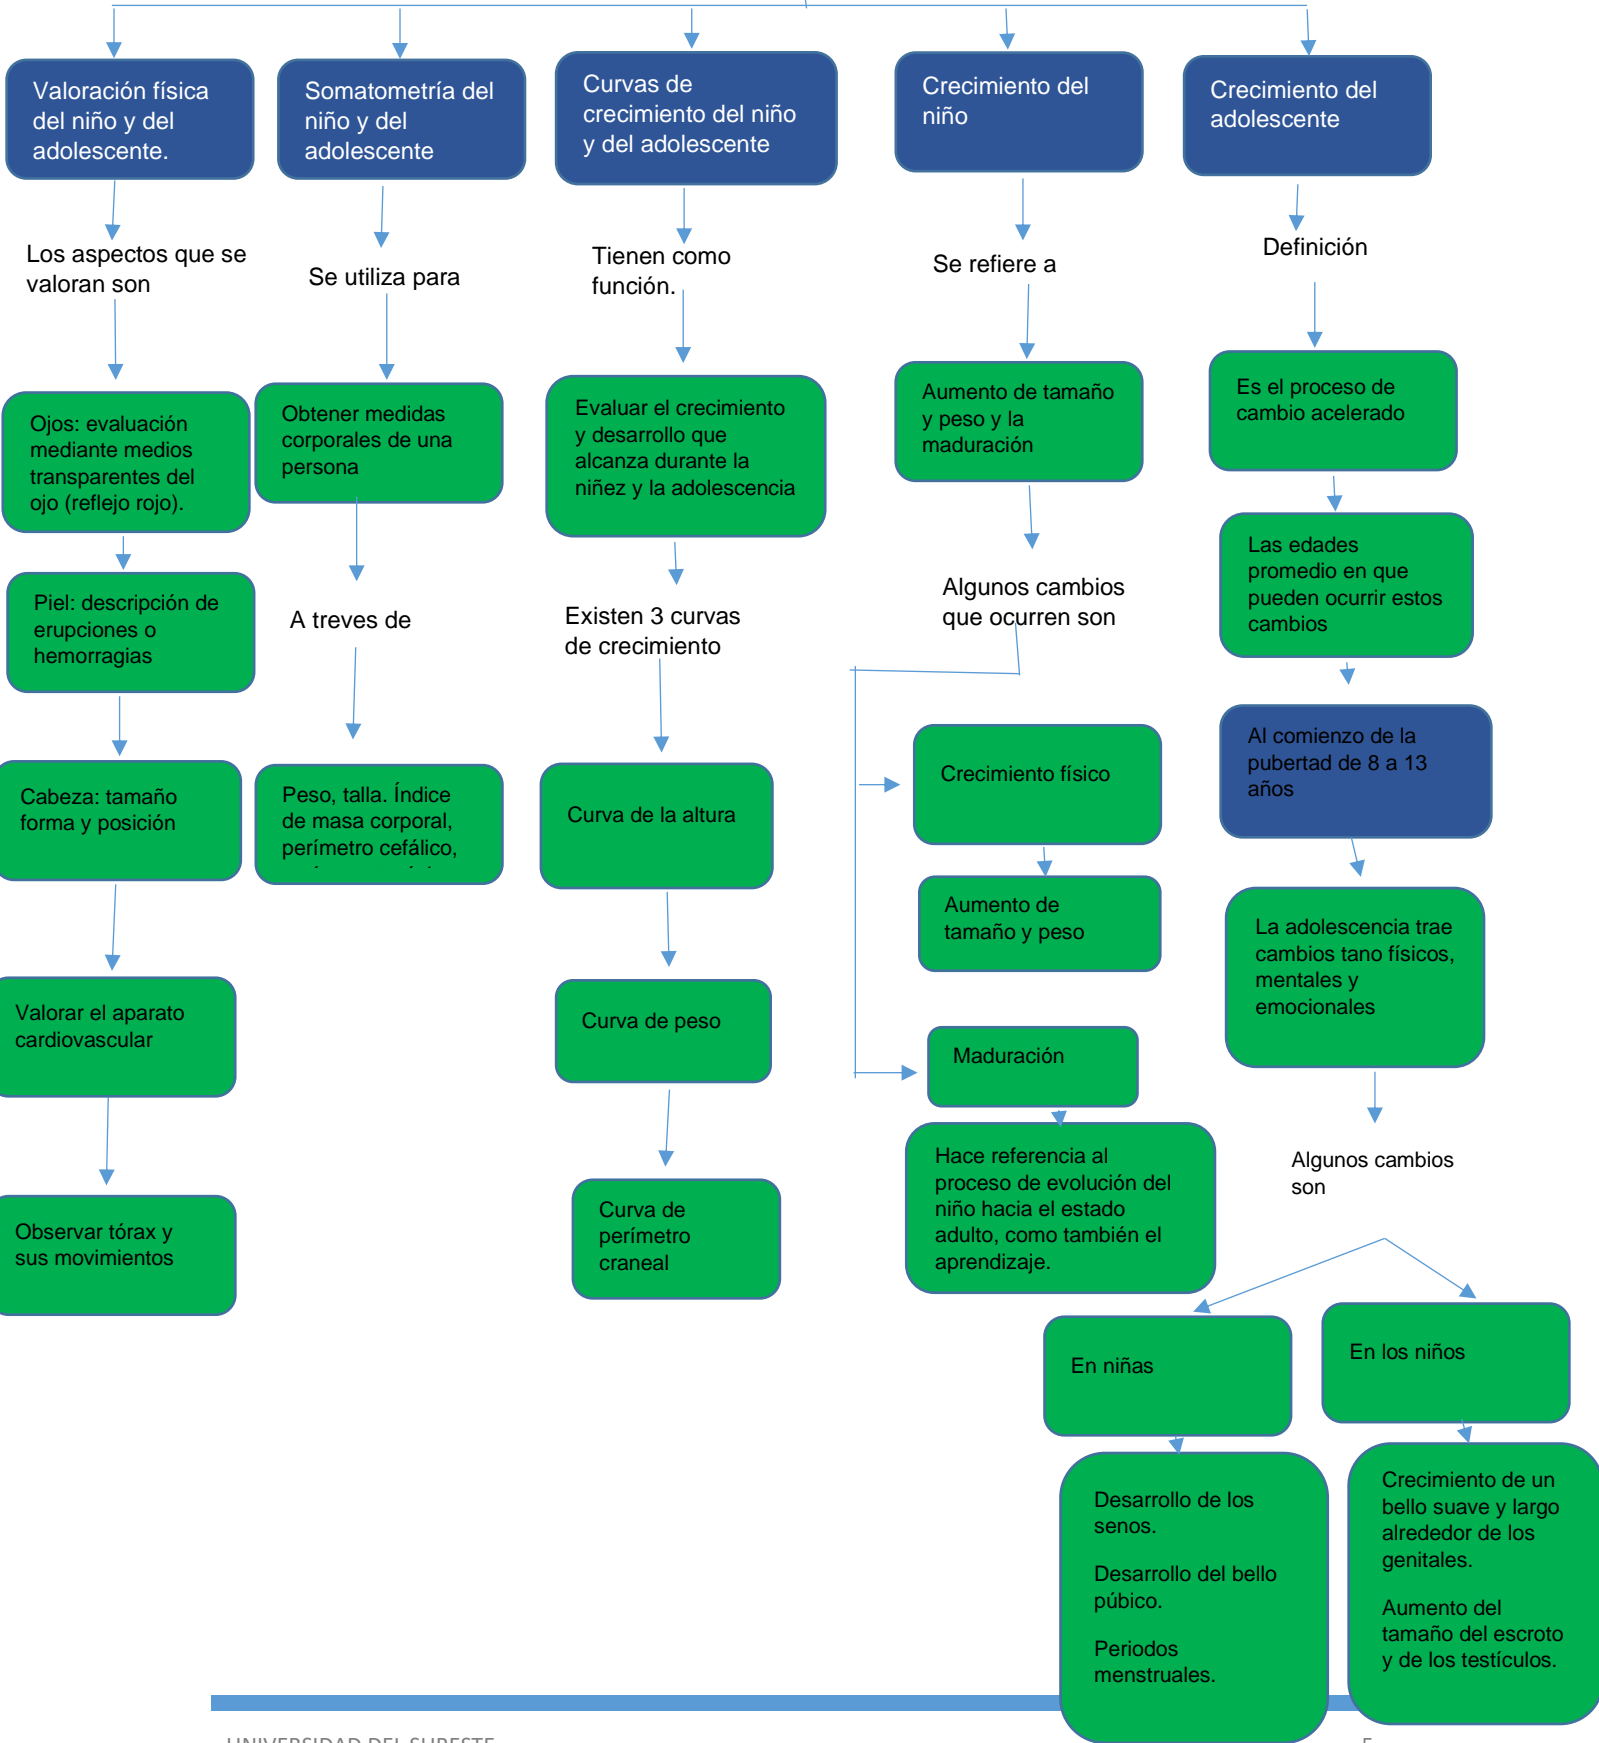 Valoración física
del niño y del
adolescente.
Los aspectos que se
valoran son
Ojos: evaluación
mediante medios
transparentes del
ojo (reflejo rojo).
Piel: descripción de
erupciones o
hemorragias
Cabeza: tamaño
forma y posición
Valorar el aparato
cardiovascular
Observar tórax y
sus movimientos
Somatometría del
niño y del
adolescente
Se utiliza para
Obtener medidas
corporales de una
persona
A treves de
Peso, talla. Índice
de masa corporal,
perímetro cefálico,
Curvas de
crecimiento del niño
y del adolescente
Tienen como
función.
Evaluar el crecimiento
y desarrollo que
alcanza durante la
niñez y la adolescencia
Existen 3 curvas
de crecimiento
Curva de la altura
Curva de peso
Curva de
perímetro
craneal
Crecimiento del
niño
Se refiere a
Aumento de tamaño
y peso y la
maduración
Algunos cambios
que ocurren son
Crecimiento físico
Aumento de
tamaño y peso
Maduración
Hace referencia al
proceso de evolución del
niño hacia el estado
adulto, como también el
aprendizaje.
Crecimiento del
adolescente
Definición
Es el proceso de
cambio acelerado
Las edades
promedio en que
pueden ocurrir estos
cambios
Al comienzo de la
pubertad de 8 a 13
años
La adolescencia trae
cambios tano físicos,
mentales y
emocionales
Algunos cambios
son
En niñas
Desarrollo de los
senos.
Desarrollo del bello
púbico.
Periodos
menstruales.
En los niños
Crecimiento de un
bello suave y largo
alrededor de los
genitales.
Aumento del
tamaño del escroto
y de los testículos.
UNIVERSIDAD DEL SURESTE